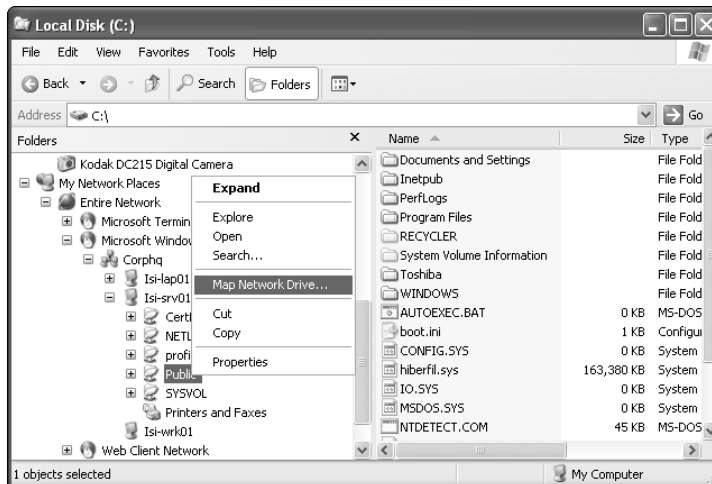 Local Disk (C:)
File Edit View Favorites Tools Help
Back Search Folders
Address C:\ Go
Folders x
Kodak DC215 Digital Camera
My Network Places
Entire Network
Microsoft Termin
Microsoft Window
Corphq
Isi-lap01
Isi-srv01
Cert
NETL
profi
Public
SYSVOL
Printers and Faxes
Isi-wrk01
Web Client Network
Expand
Explore
Open
Search...
Map Network Drive...
Cut
Copy
Properties
Name Size Type
Documents and Settings File Fold
Inetpub File Fold
PerfLogs File Fold
Program Files File Fold
RECYCLER File Fold
System Volume Information File Fold
Toshiba File Fold
WINDOWS File Fold
AUTOEXEC.BAT 0 KB MS-DOS
boot.ini 1 KB Configu
CONFIG.SYS 0 KB System
hiberfil.sys 163,380 KB System
IO.SYS 0 KB System
MSDOS.SYS 0 KB System
NTDETECT.COM 45 KB MS-DOS
1 objects selected My Computer